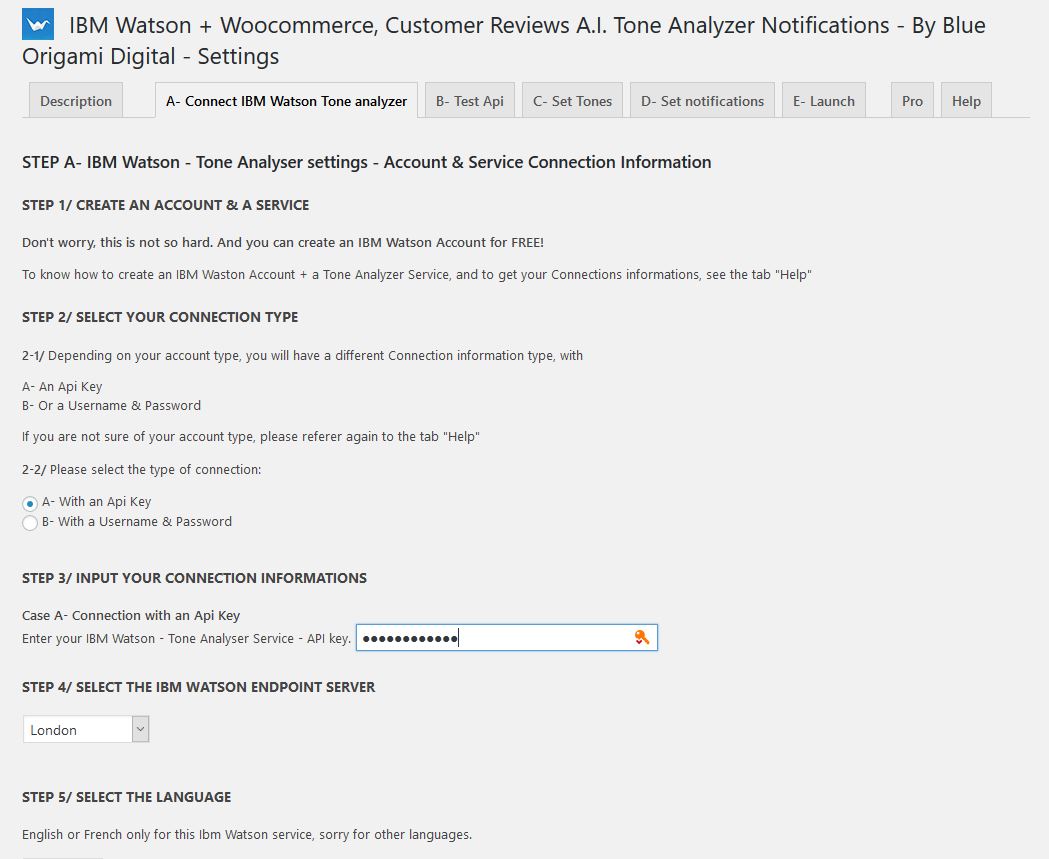 IBM Watson + Woocommerce, Customer Reviews A.I. Tone Analyzer Notifications - By Blue
Origami Digital - Settings
Description
A- Connect IBM Watson Tone analyzer
B- Test Api
C- Set Tones
D- Set notifications
E- Launch
Pro
Help
STEP A- IBM Watson - Tone Analyser settings - Account & Service Connection Information
STEP 1/ CREATE AN ACCOUNT & A SERVICE
Don't worry, this is not so hard. And you can create an IBM Watson Account for FREE!
To know how to create an IBM Waston Account + a Tone Analyzer Service, and to get your Connections informations, see the tab "Help"
STEP 2/ SELECT YOUR CONNECTION TYPE
2-1/ Depending on your account type, you will have a different Connection information type, with
A- An Api Key
B- Or a Username & Password
If you are not sure of your account type, please referer again to the tab "Help"
2-2/ Please select the type of connection:
A- With an Api Key
B- With a Username & Password
STEP 3/ INPUT YOUR CONNECTION INFORMATIONS
Case A- Connection with an Api Key
Enter your IBM Watson - Tone Analyser Service - API key. ●●●●●●●●●●●●
STEP 4/ SELECT THE IBM WATSON ENDPOINT SERVER
London
STEP 5/ SELECT THE LANGUAGE
English or French only for this Ibm Watson service, sorry for other languages.